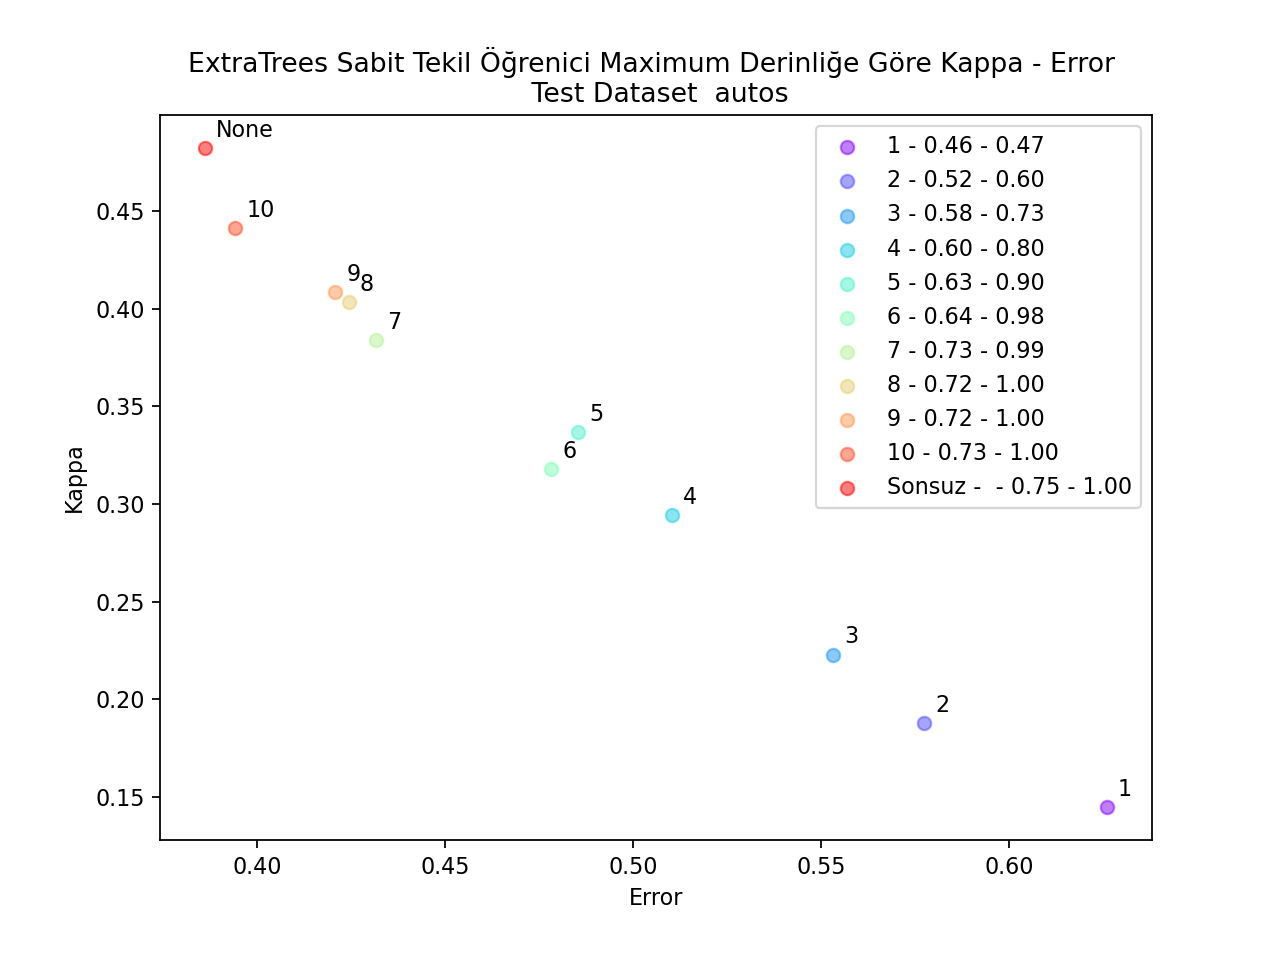 ExtraTrees Sabit Tekil Öğrenici Maximum Derinliğe Göre Kappa - Error
Test Dataset  autos
None
10
9
8
7
5
6
4
3
2
1
1 - 0.46 - 0.47
2 - 0.52 - 0.60
3 - 0.58 - 0.73
4 - 0.60 - 0.80
5 - 0.63 - 0.90
6 - 0.64 - 0.98
7 - 0.73 - 0.99
8 - 0.72 - 1.00
9 - 0.72 - 1.00
10 - 0.73 - 1.00
Sonsuz -  - 0.75 - 1.00
0.45
0.40
0.35
0.30
0.25
0.20
0.15
Kappa
0.40 0.45 0.50 0.55 0.60
Error